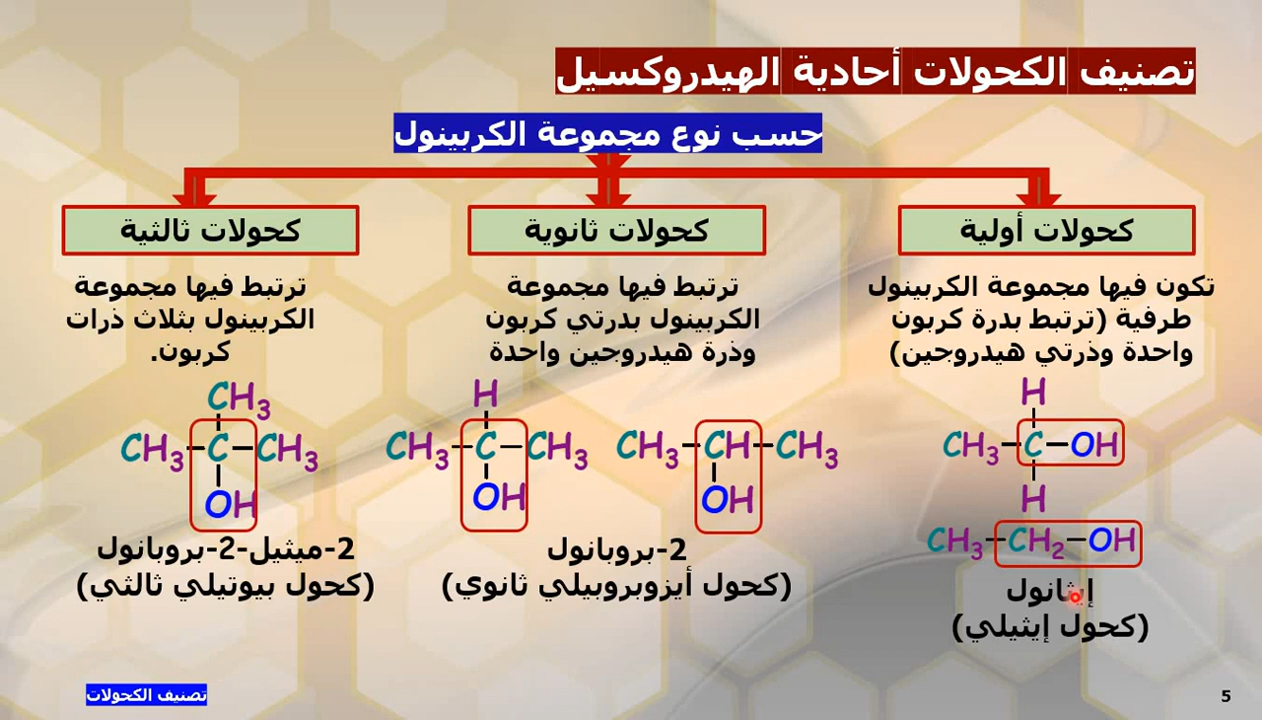 تصنيف الكحولات أحادية الهيدروكسيل
حسب نوع مجموعة الكربينول
كحولات أولية
تكون فيها مجموعة الكربينول
طرفية (ترتبط بدرة كربون
واحدة وذرتي هيدروجين)
H
CH3–C–OH
H
CH3–CH2–OH
إيثانول
(كحول إيثيلي)
كحولات ثانوية
ترتبط فيها مجموعة
الكربينول بدرتي كربون
وذرة هيدروجين واحدة
CH3–CH–CH3
OH
H
CH3–C–CH3
OH
2-بروبانول
(كحول أيزوبروبيلي ثانوي)
كحولات ثالثية
ترتبط فيها مجموعة
الكربينول بثلاث ذرات
كربون.
CH3
CH3–C–CH3
OH
2-ميثيل-2-بروبانول
(كحول بيوتيلي ثالثي)
تصنيف الكحولات
5